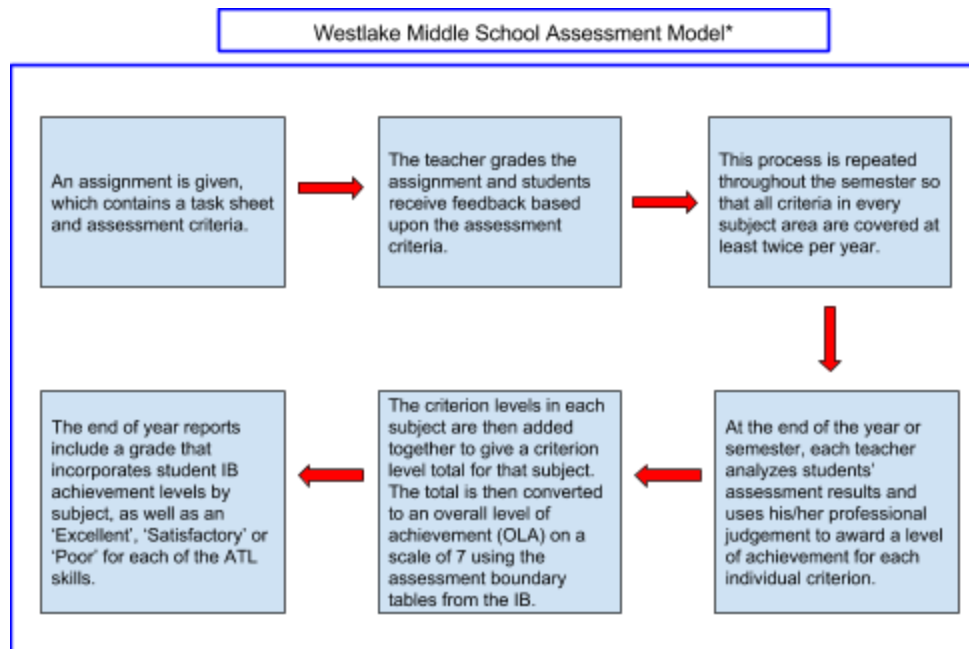 Westlake Middle School Assessment Model*
An assignment is given,
which contains a task sheet
and assessment criteria.
The teacher grades the
assignment and students
receive feedback based
upon the assessment
criteria.
This process is repeated
throughout the semester so
that all criteria in every
subject area are covered at
least twice per year.
At the end of the year or
semester, each teacher
analyzes students'
assessment results and
uses his/her professional
judgement to award a level
of achievement for each
individual criterion.
The criterion levels in each
subject are then added
together to give a criterion
level total for that subject.
The total is then converted
to an overall level of
achievement (OLA) on a
scale of 7 using the
assessment boundary
tables from the IB.
The end of year reports
include a grade that
incorporates student IB
achievement levels by
subject, as well as an
‘Excellent’, ‘Satisfactory’ or
‘Poor’ for each of the ATL
skills.